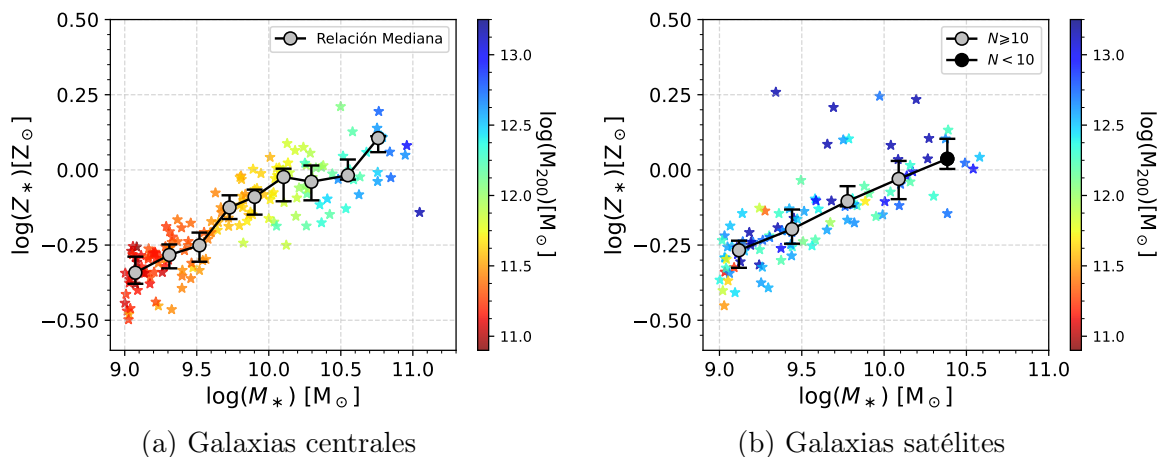 0.50
0.25
0.00
−0.25
−0.50
log(Z∗)[Z⊙]
9.0 9.5 10.0 10.5 11.0
log(M∗) [M⊙]
Relación Mediana
13.0
12.5
12.0
11.5
11.0
log(M200)[M⊙]
(a) Galaxias centrales
0.50
0.25
0.00
−0.25
−0.50
log(Z∗)[Z⊙]
9.0 9.5 10.0 10.5 11.0
log(M∗) [M⊙]
N⩾10
N < 10
13.0
12.5
12.0
11.5
11.0
log(M200)[M⊙]
(b) Galaxias satélites